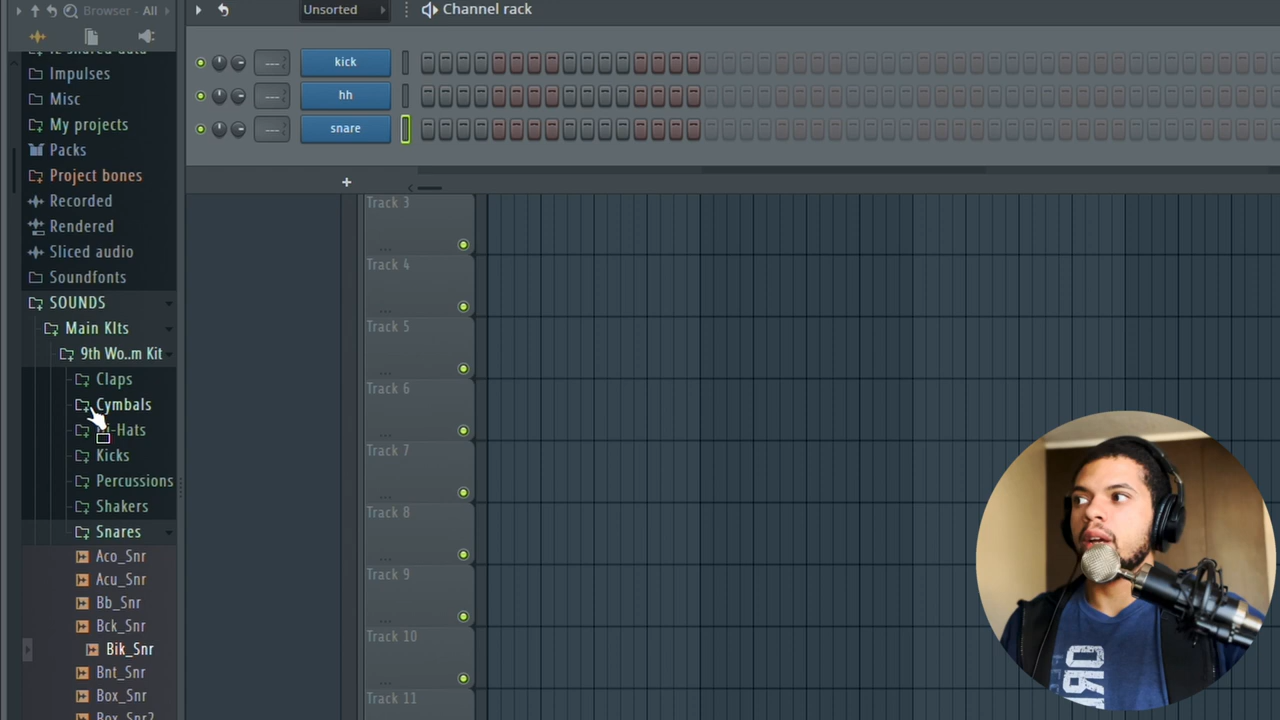 Browser - All
Unsorted
Channel rack
Impulses
Misc
My projects
Packs
Project bones
Recorded
Rendered
Sliced audio
Soundfonts
SOUNDS
Main KIts
9th Wo..m Kit
Claps
Cymbals
Hi-Hats
Kicks
Percussions
Shakers
Snares
Aco_Snr
Acu_Snr
Bb_Snr
Bck_Snr
Bik_Snr
Bnt_Snr
Box_Snr
Box_Snr2
kick
hh
snare
Track 3
Track 4
Track 5
Track 6
Track 7
Track 8
Track 9
Track 10
Track 11